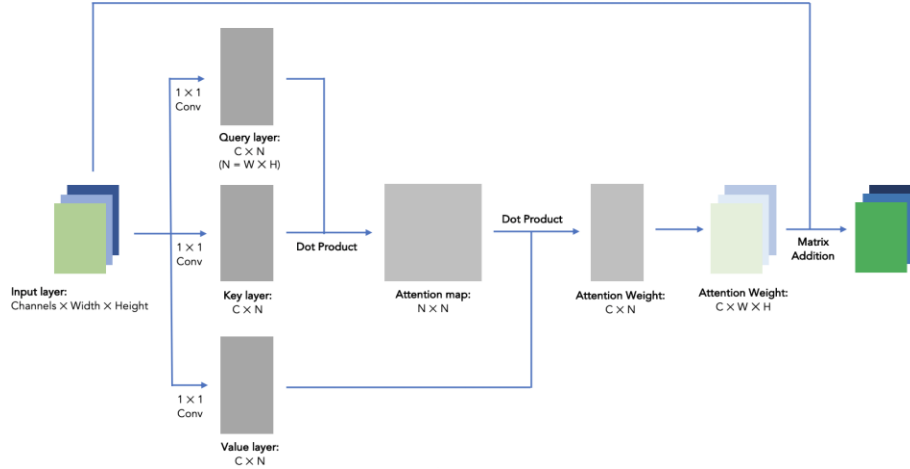 1 × 1
Conv
Query layer:
C × N
(N = W × H)
Input layer:
Channels × Width × Height
1 × 1
Conv
Key layer:
C × N
Dot Product
Attention map:
N × N
Dot Product
Attention Weight:
C × N
Attention Weight:
C × W × H
Matrix
Addition
1 × 1
Conv
Value layer:
C × N